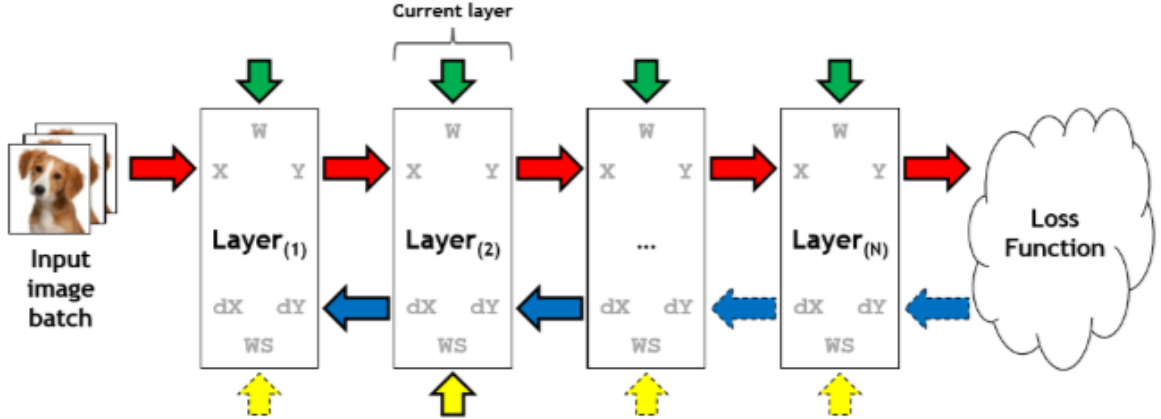 Current layer
W
W
W
W
X Y
X Y
X Y
X Y
Layer(1)
Layer(2)
...
Layer(N)
Loss
Function
Input
image
batch
dX dY
dX dY
dX dY
dX dY
WS
WS
WS
WS